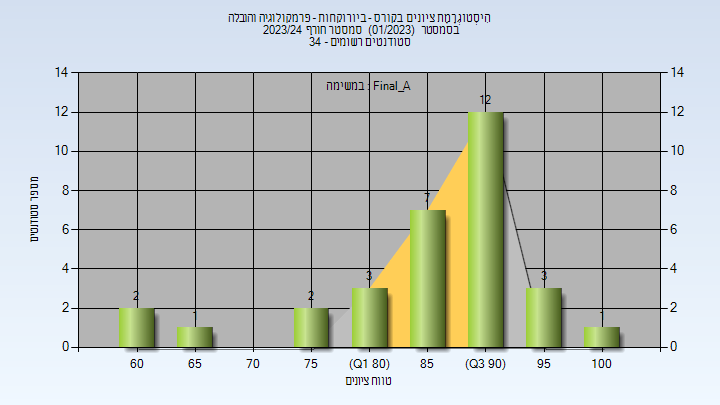 היסטוגרמת ציונים בקורס - ביורוקחות - פרמקולוגיה והובלה
בסמסטר (01/2023) סמסטר חורף 2023/24
סטודנטים רשומים - 34
במשימה : Final_A
מספר סטודנטים
14 14
12 12
10 10
8 8
6 6
4 4
2 2
0 0
2 1 2 3 7 12 3 1
60 65 70 75 (Q1 80) 85 (Q3 90) 95 100
טווח ציונים